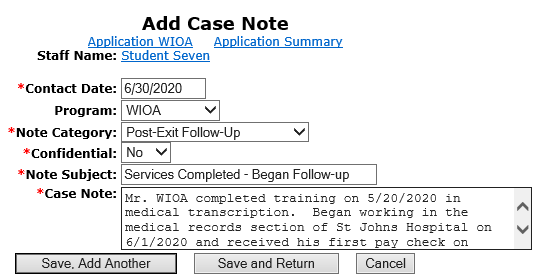 Add Case Note
Application WIOA Application Summary
Staff Name: Student Seven
*Contact Date: 6/30/2020
Program: WIOA
*Note Category: Post-Exit Follow-Up
*Confidential: No
*Note Subject: Services Completed - Began Follow-up
*Case Note: Mr. WIOA completed training on 5/20/2020 in
medical transcription.  Began working in the
medical records section of St Johns Hospital on
6/1/2020 and received his first pay check on
Save, Add Another Save and Return Cancel